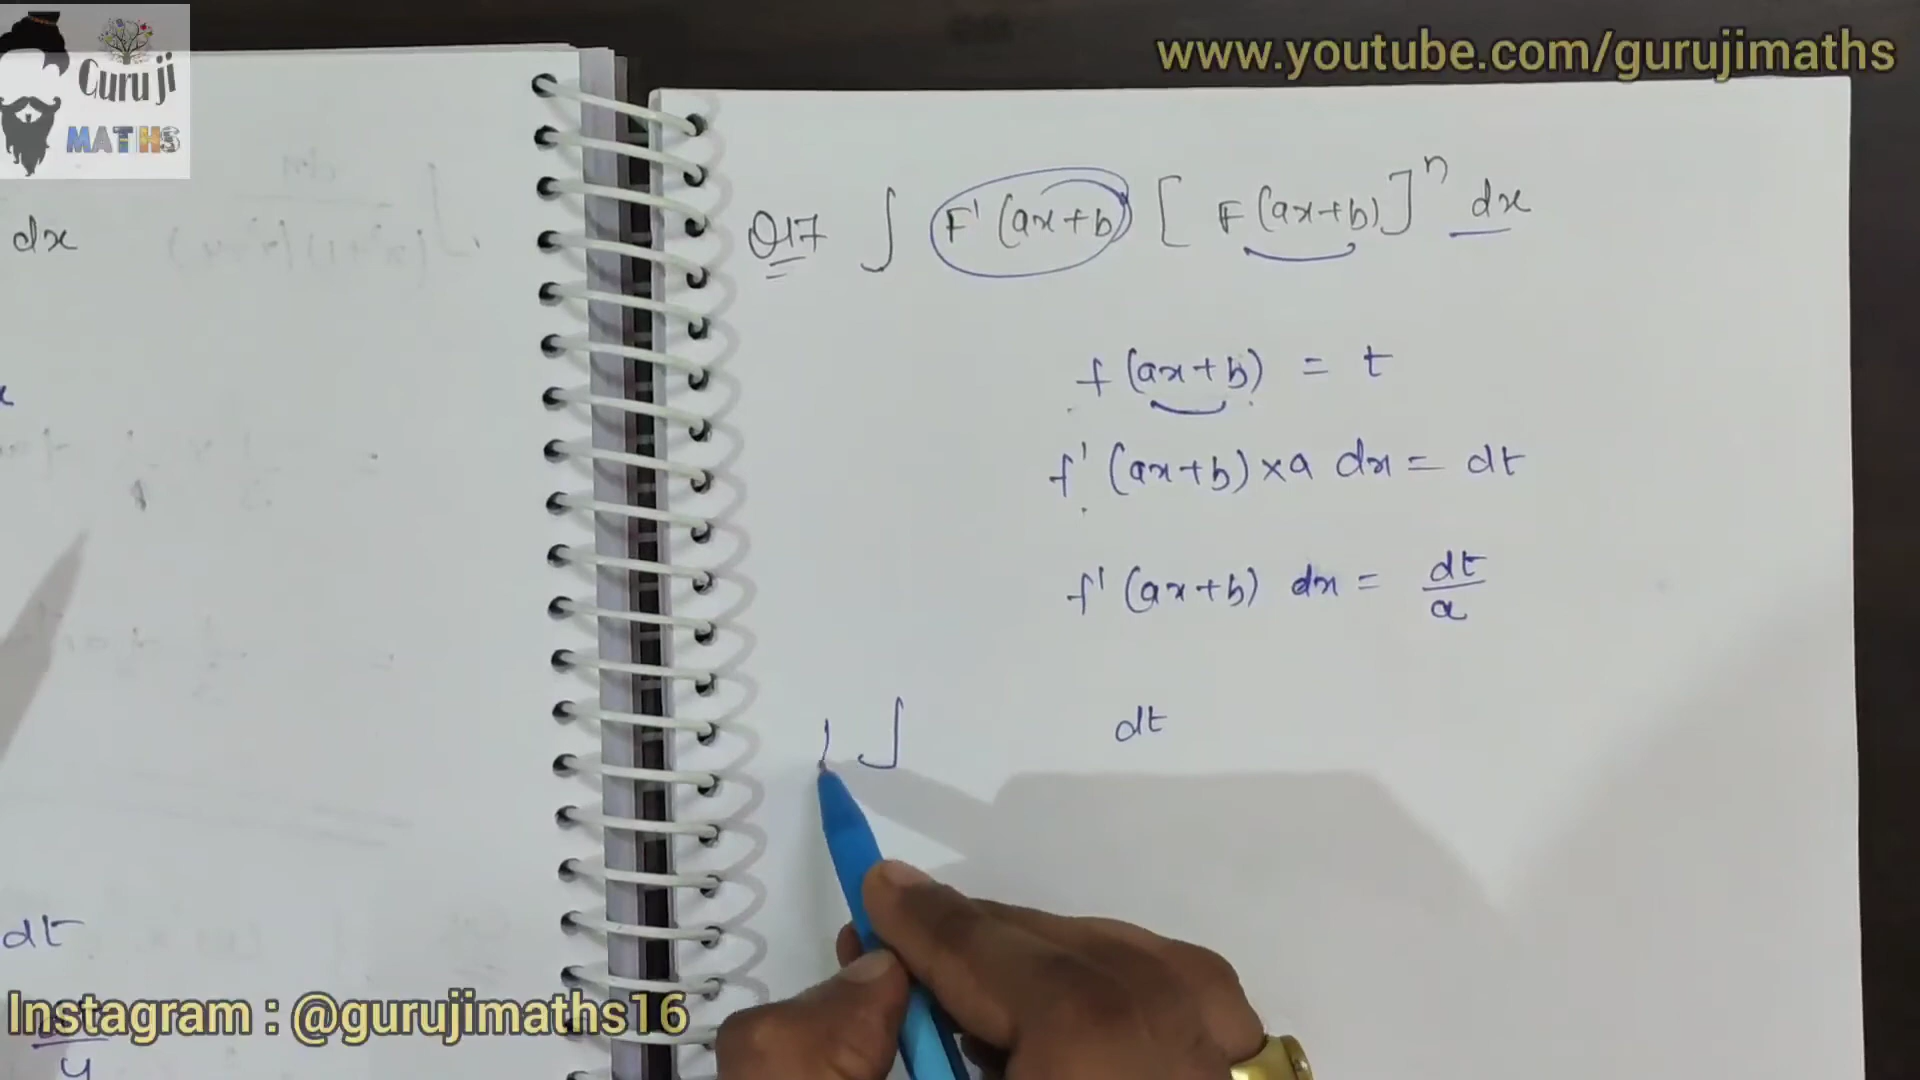 www.youtube.com/gurujimaths
Guru ji
MATHS
dx
Q17 ∫ F'(ax+b) [F(ax+b)]^n dx
f(ax+b) = t
f'(ax+b)×a dx = dt
f'(ax+b) dx = dt/a
∫ dt
dt
Instagram : @gurujimaths16
4